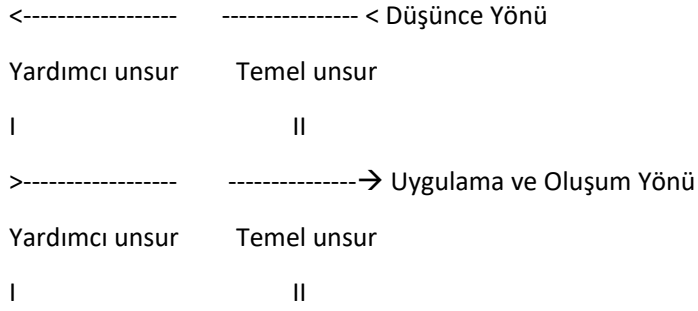 <------------------ ---------------- < Düşünce Yönü
Yardımcı unsur Temel unsur
I II
>------------------ ---------------→ Uygulama ve Oluşum Yönü
Yardımcı unsur Temel unsur
I II